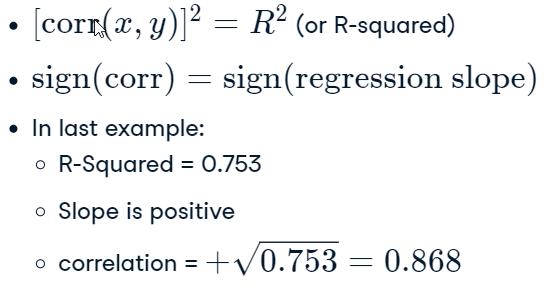 • [corr(x, y)]² = R² (or R-squared)
• sign(corr) = sign(regression slope)
• In last example:
○ R-Squared = 0.753
○ Slope is positive
○ correlation = +√0.753 = 0.868